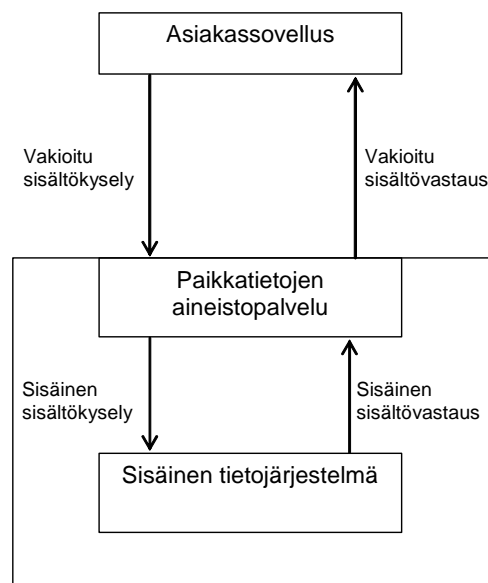 Asiakassovellus
Vakioitu
sisältökysely
Vakioitu
sisältövastaus
Paikkatietojen
aineistopalvelu
Sisäinen
sisältökysely
Sisäinen
sisältövastaus
Sisäinen tietojärjestelmä